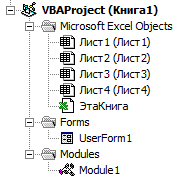 VBAProject (Книга1)
Microsoft Excel Objects
Лист1 (Лист1)
Лист2 (Лист2)
Лист3 (Лист3)
Лист4 (Лист4)
ЭтаКнига
Forms
UserForm1
Modules
Module1